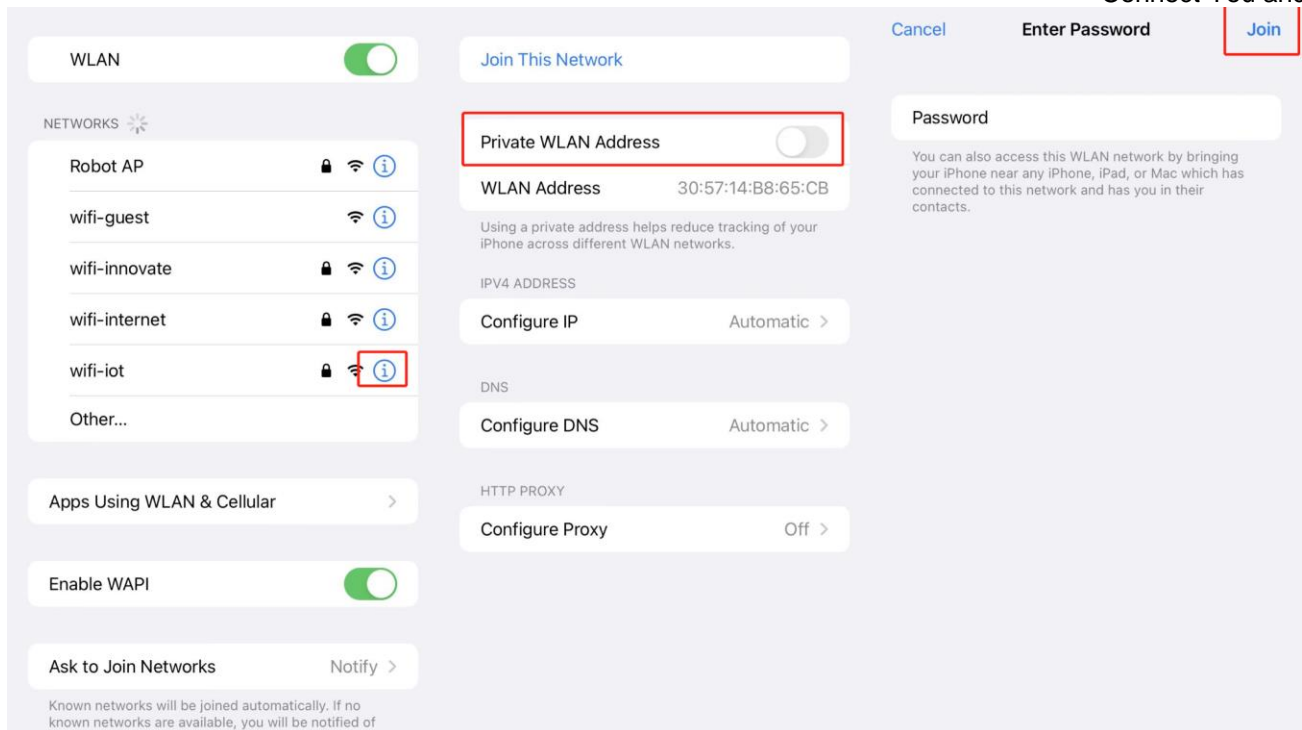 Connect You and
WLAN
NETWORKS
Robot AP
wifi-guest
wifi-innovate
wifi-internet
wifi-iot
Other...
Apps Using WLAN & Cellular
Enable WAPI
Ask to Join Networks Notify >
Known networks will be joined automatically. If no
known networks are available, you will be notified of
Join This Network
Private WLAN Address
WLAN Address 30:57:14:B8:65:CB
Using a private address helps reduce tracking of your
iPhone across different WLAN networks.
IPV4 ADDRESS
Configure IP Automatic >
DNS
Configure DNS Automatic >
HTTP PROXY
Configure Proxy Off >
Cancel Enter Password Join
Password
You can also access this WLAN network by bringing
your iPhone near any iPhone, iPad, or Mac which has
connected to this network and has you in their
contacts.